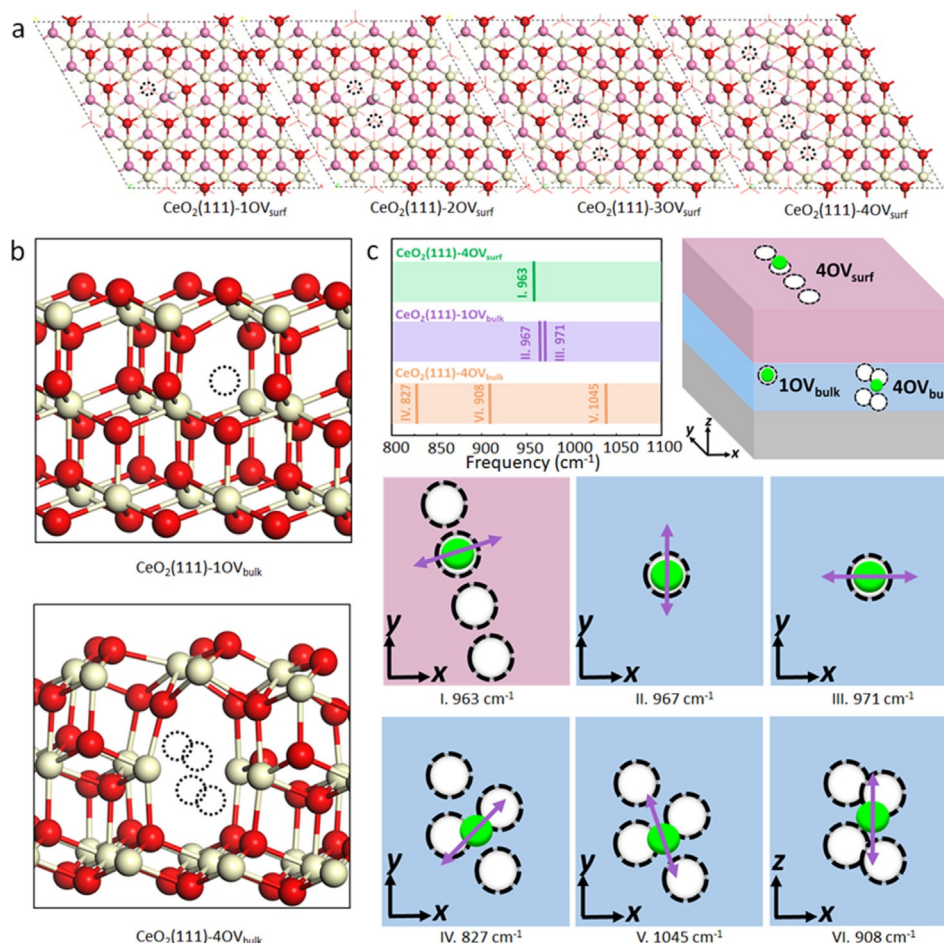 a
CeO₂(111)-1OVsurf
CeO₂(111)-2OVsurf
CeO₂(111)-3OVsurf
CeO₂(111)-4OVsurf
b
CeO₂(111)-1OVbulk
CeO₂(111)-4OVbulk
c
CeO₂(111)-4OVsurf
I. 963
CeO₂(111)-1OVbulk
II. 967
III. 971
CeO₂(111)-4OVbulk
IV. 827
VI. 908
V. 1045
800 850 900 950 1000 1050 1100
Frequency (cm⁻¹)
4OVsurf
1OVbulk
4OVbu
z
y
x
y
x
I. 963 cm⁻¹
y
x
II. 967 cm⁻¹
y
x
III. 971 cm⁻¹
y
x
IV. 827 cm⁻¹
y
x
V. 1045 cm⁻¹
z
x
VI. 908 cm⁻¹